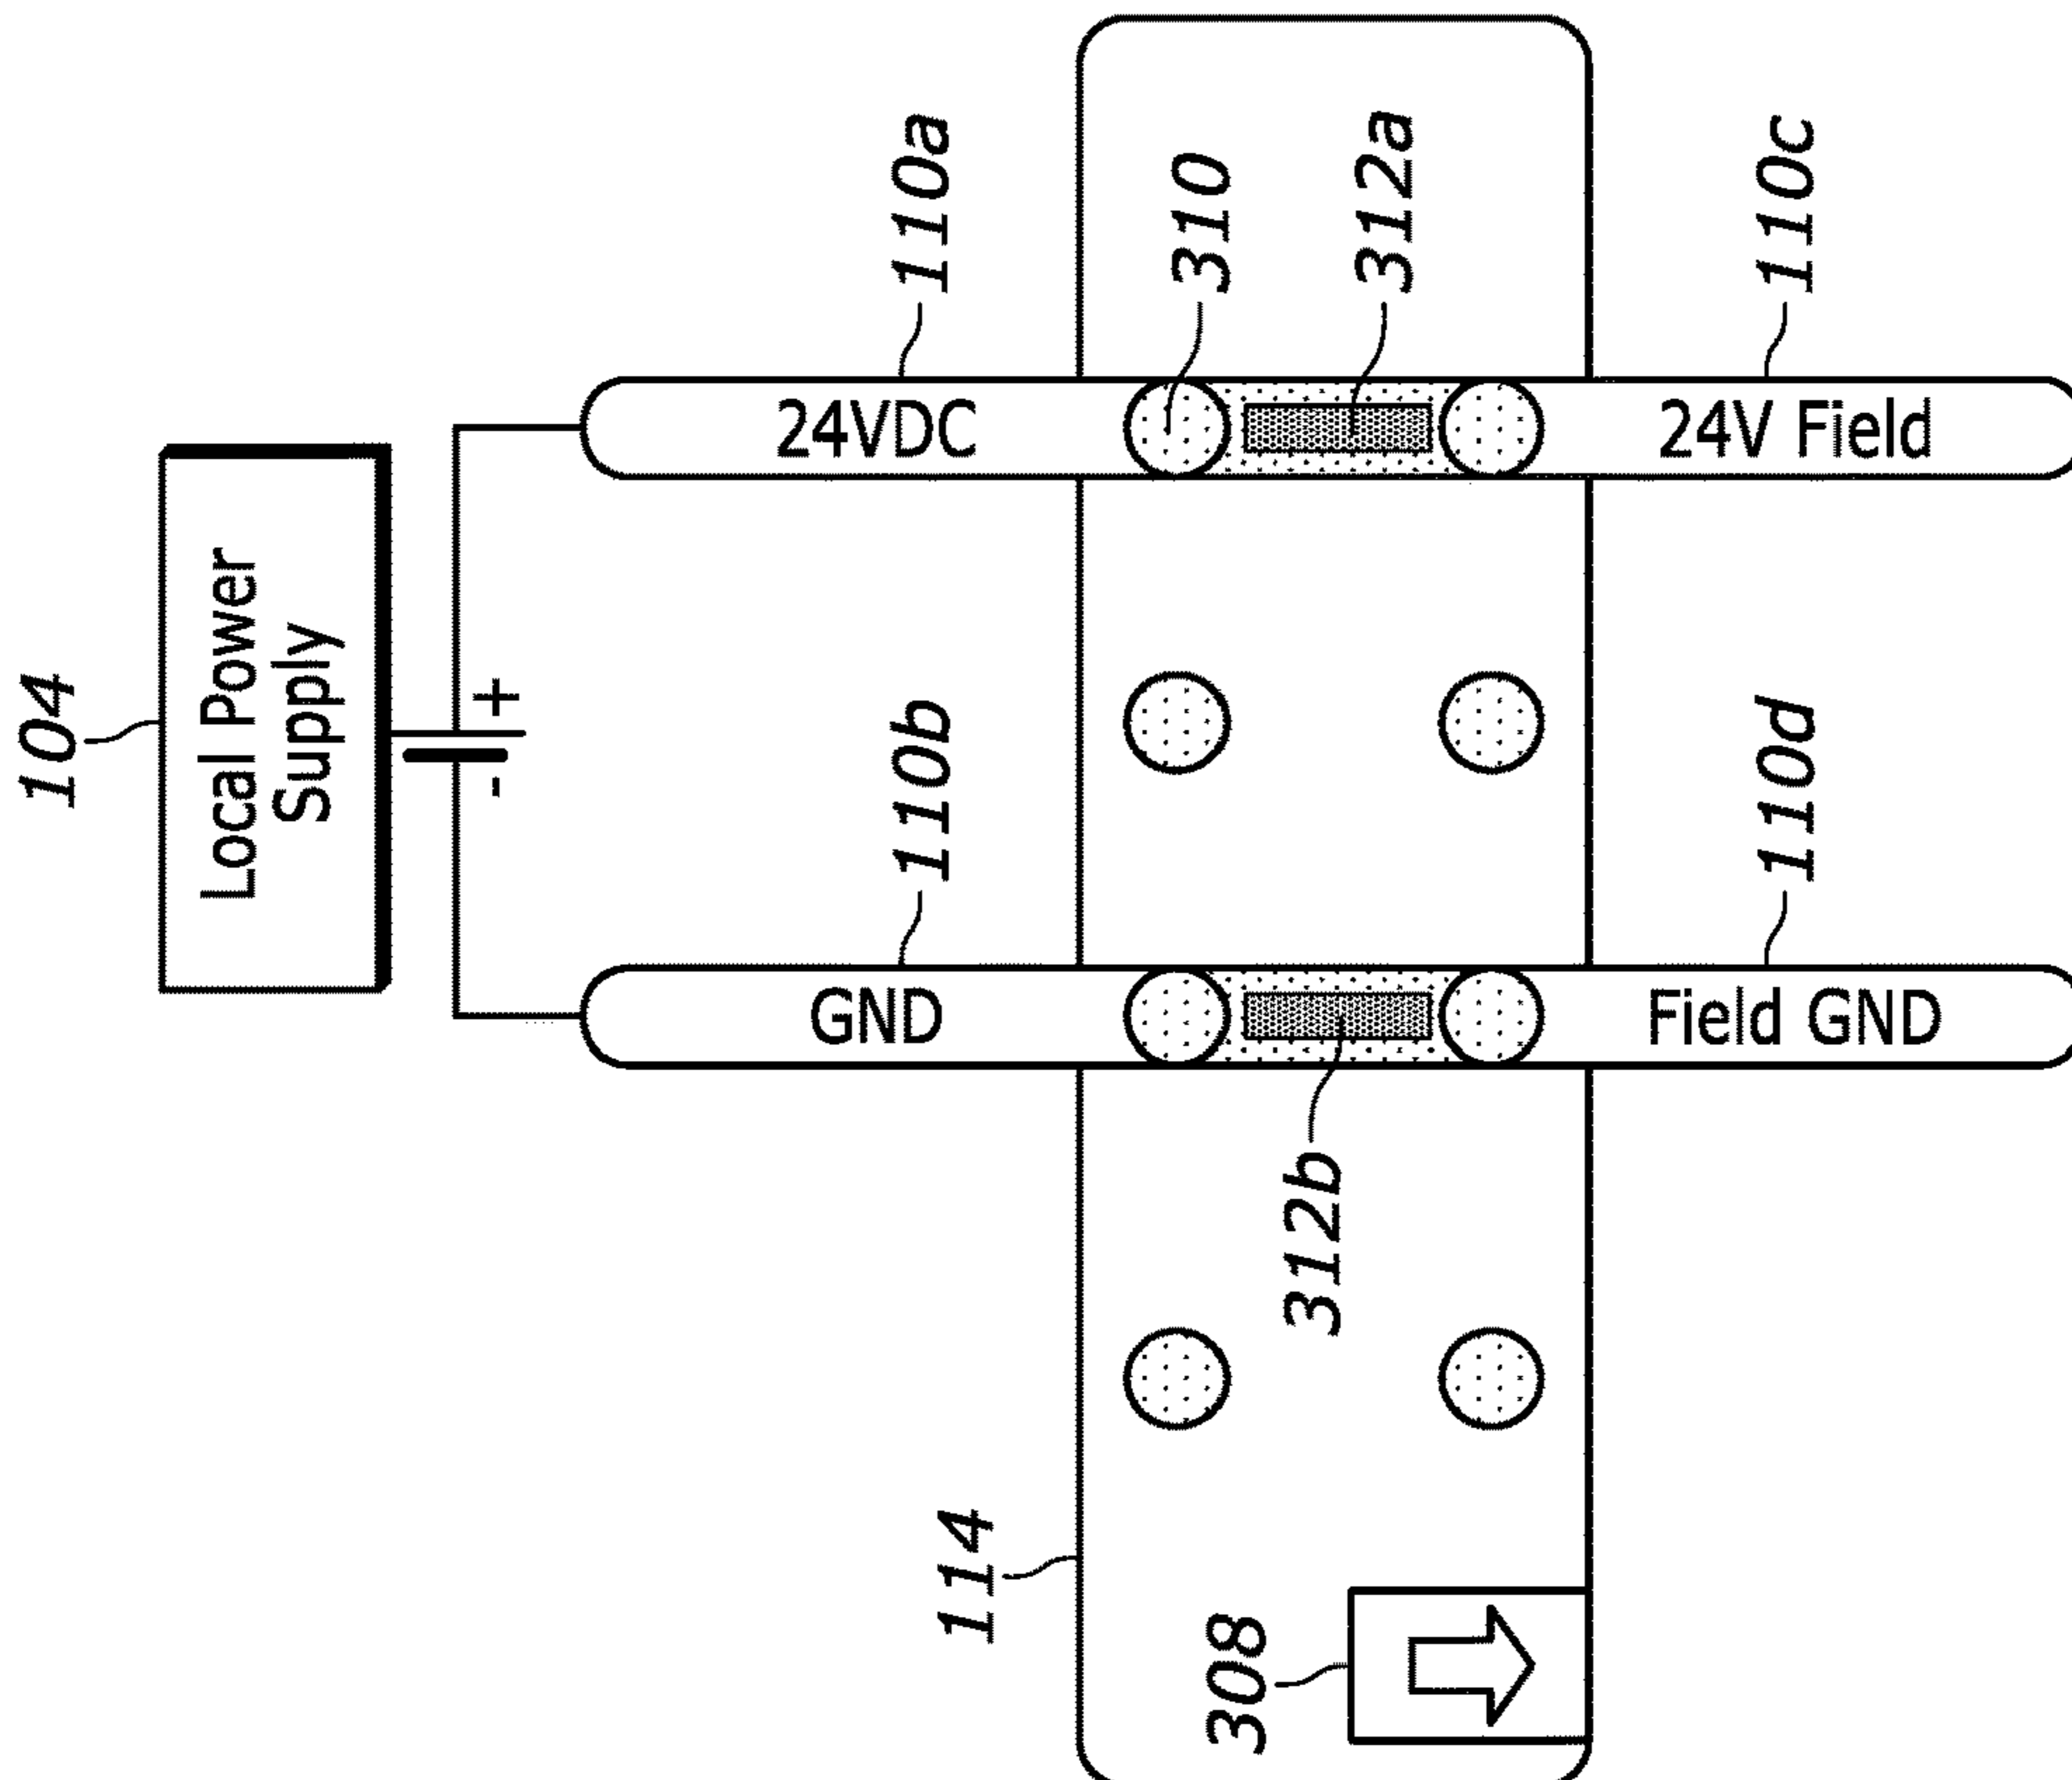 104
Local Power
Supply
-
+
110b
110a
GND
24VDC
114
308
312b
310
312a
110d
110c
Field GND
24V Field